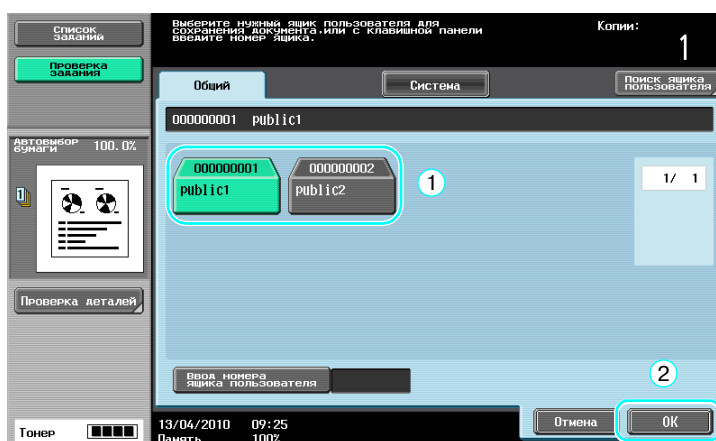 Список
заданий
Выберите нужный ящик пользователя для
сохранения документа,или с клавишной панели
введите номер ящика.
Копии:
1
Проверка
задания
Общий
Система
Поиск ящика
пользователя
000000001 public1
Автовыбор
бумаги
100.0%
000000001
public1
000000002
public2
1
1/ 1
1
Проверка деталей
Ввод номера
ящика пользователя
2
Отмена
OK
Тонер
13/04/2010 09:25
Память 100%